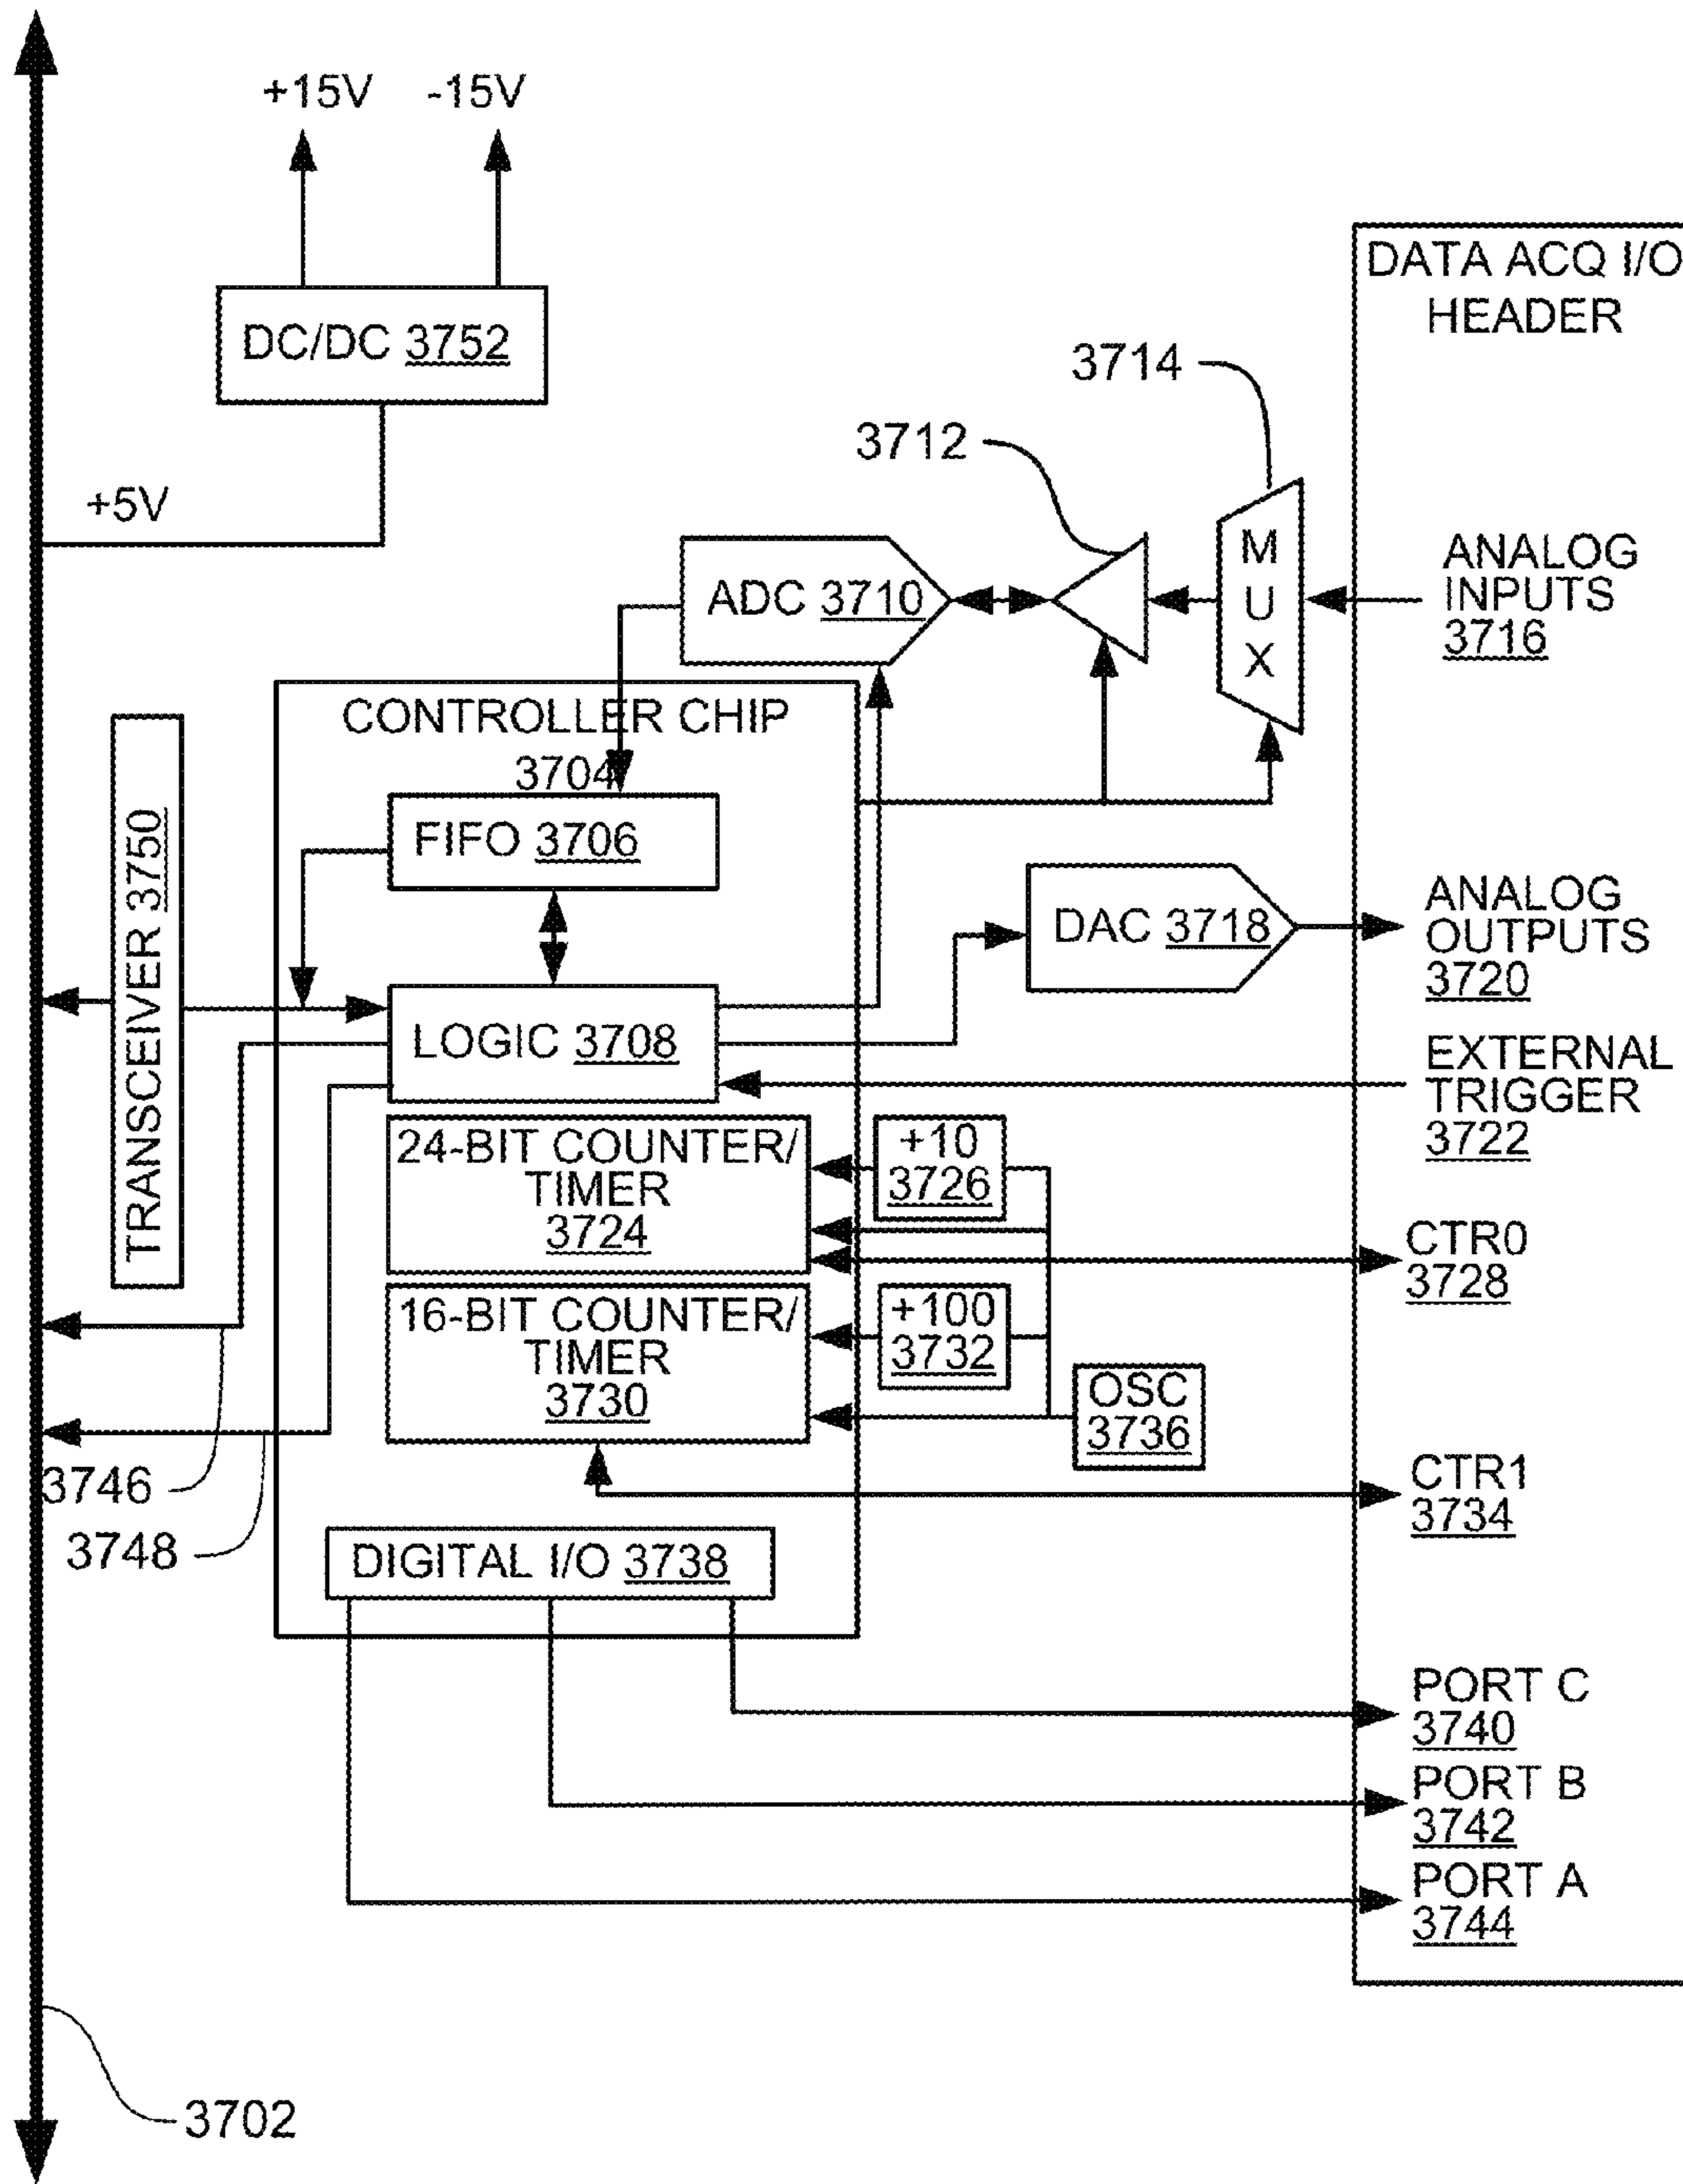 +15V -15V
DC/DC 3752
+5V
DATA ACQ I/O
HEADER
3714
3712
MUX
ADC 3710
ANALOG
INPUTS
3716
CONTROLLER CHIP
3704
FIFO 3706
TRANSCEIVER 3750
LOGIC 3708
DAC 3718
ANALOG
OUTPUTS
3720
EXTERNAL
TRIGGER
3722
24-BIT COUNTER/
TIMER
3724
+10
3726
CTR0
3728
16-BIT COUNTER/
TIMER
3730
+100
3732
OSC
3736
CTR1
3734
3746
3748
DIGITAL I/O 3738
PORT C
3740
PORT B
3742
PORT A
3744
3702